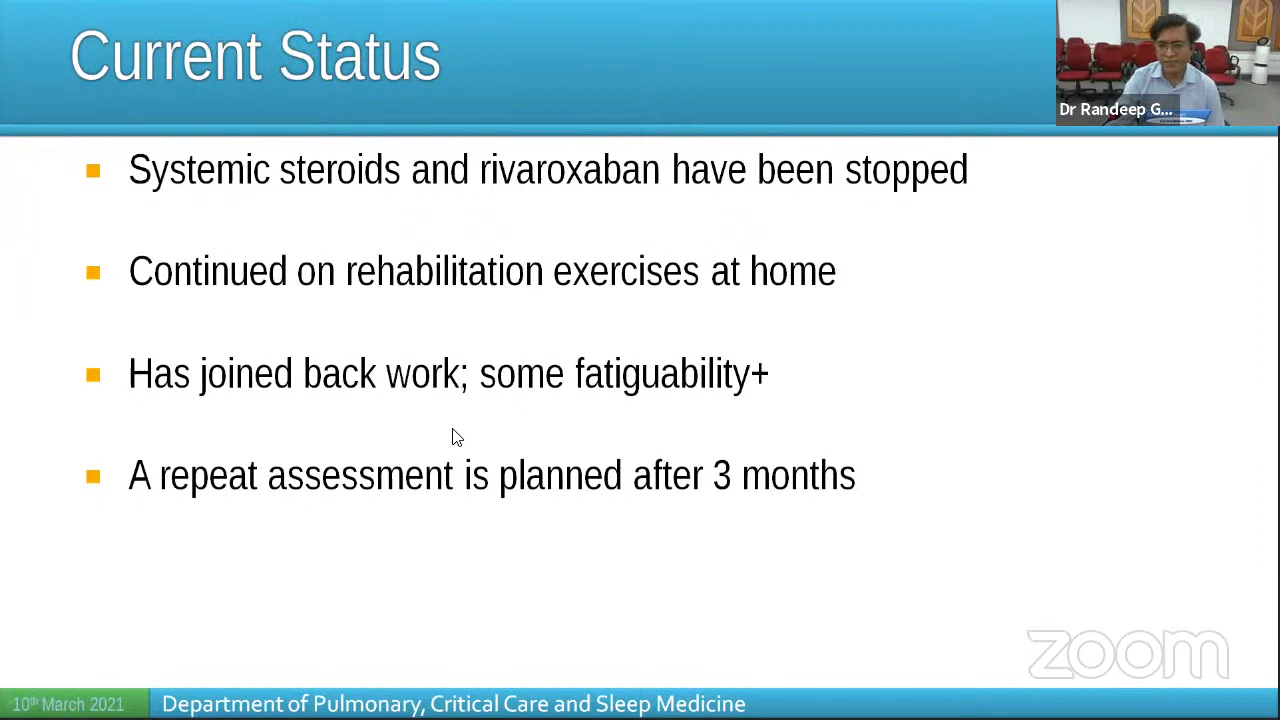 Current Status
Dr Randeep G...
Systemic steroids and rivaroxaban have been stopped
Continued on rehabilitation exercises at home
Has joined back work; some fatiguability+
A repeat assessment is planned after 3 months
zoom
10th March 2021
Department of Pulmonary, Critical Care and Sleep Medicine